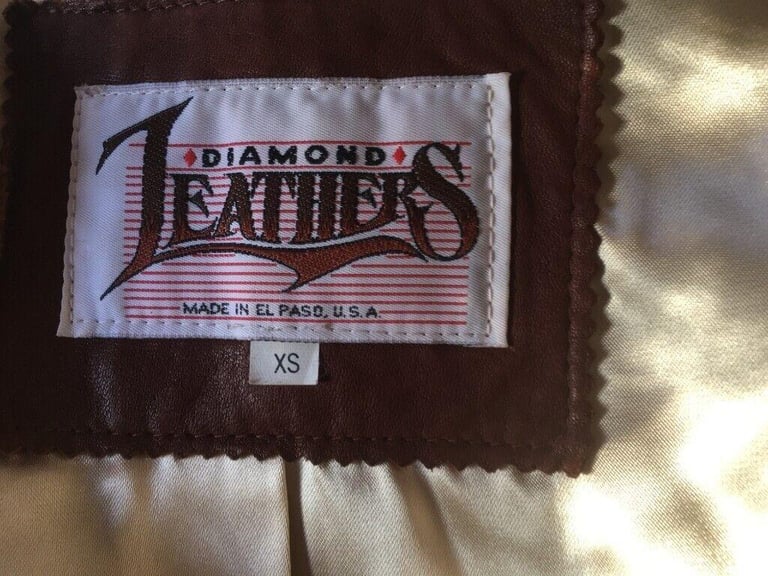 DIAMOND
LEATHERS
MADE IN EL PASO, U.S.A.
XS